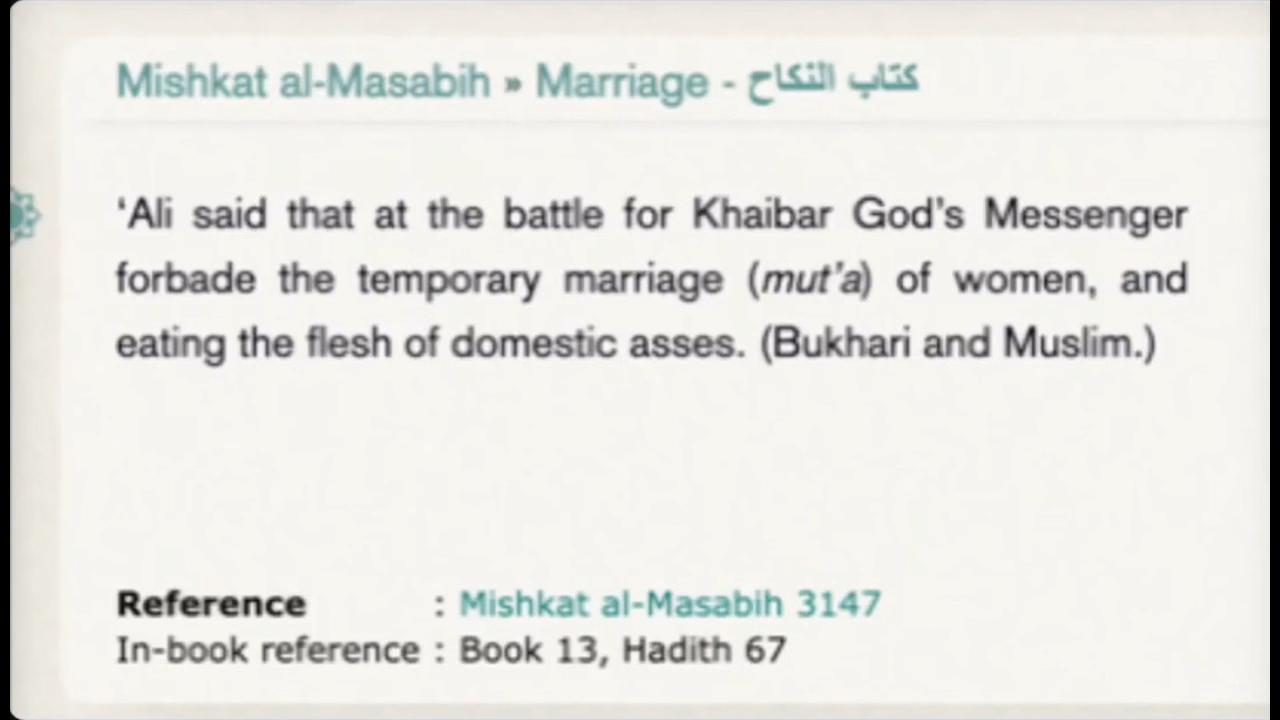 Mishkat al-Masabih » Marriage - كتاب النكاح
‘Ali said that at the battle for Khaibar God’s Messenger
forbade the temporary marriage (mut’a) of women, and
eating the flesh of domestic asses. (Bukhari and Muslim.)
Reference : Mishkat al-Masabih 3147
In-book reference : Book 13, Hadith 67